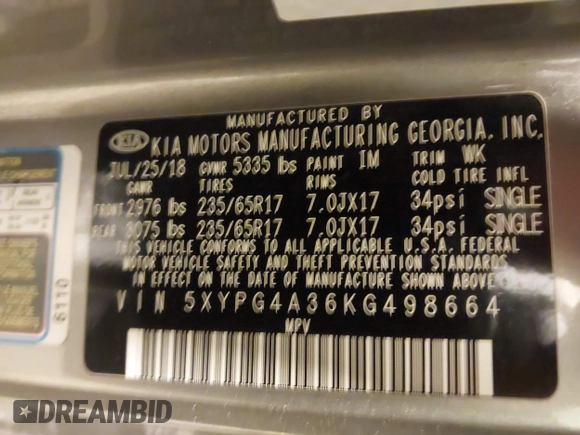 MANUFACTURED BY
KIA KIA MOTORS MANUFACTURING GEORGIA, INC.
JUL/25/18 GVWR 5335 lbs PAINT 1M TRIM WK
GAWR TIRES RIMS COLD TIRE INFL
FRONT 2976 lbs 235/65R17 7.0JX17 34psi SINGLE
REAR 3075 lbs 235/65R17 7.0JX17 34psi SINGLE
THIS VEHICLE CONFORMS TO ALL APPLICABLE U.S.A. FEDERAL
MOTOR VEHICLE SAFETY AND THEFT PREVENTION STANDARDS
IN EFFECT ON THE DATE OF MANUFACTURE SHOWN ABOVE
VIN 5XYPG4A36KG498664
MPV
6110
DREAMBID